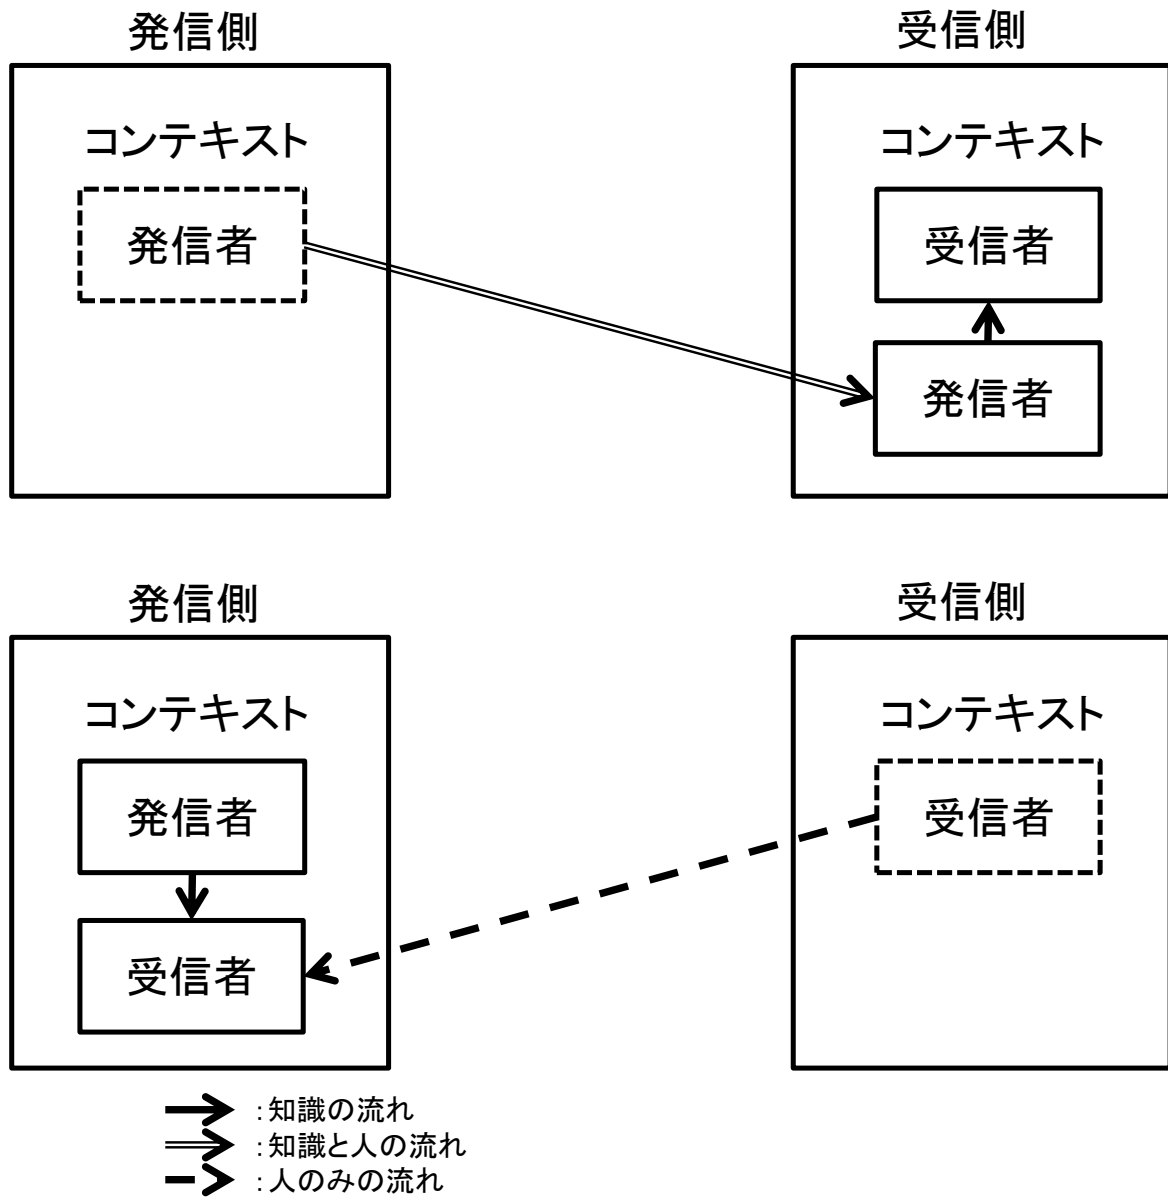 発信側
受信側
コンテキスト
コンテキスト
発信者
受信者
発信者
発信側
受信側
コンテキスト
コンテキスト
発信者
受信者
受信者
:知識の流れ
:知識と人の流れ
:人のみの流れ